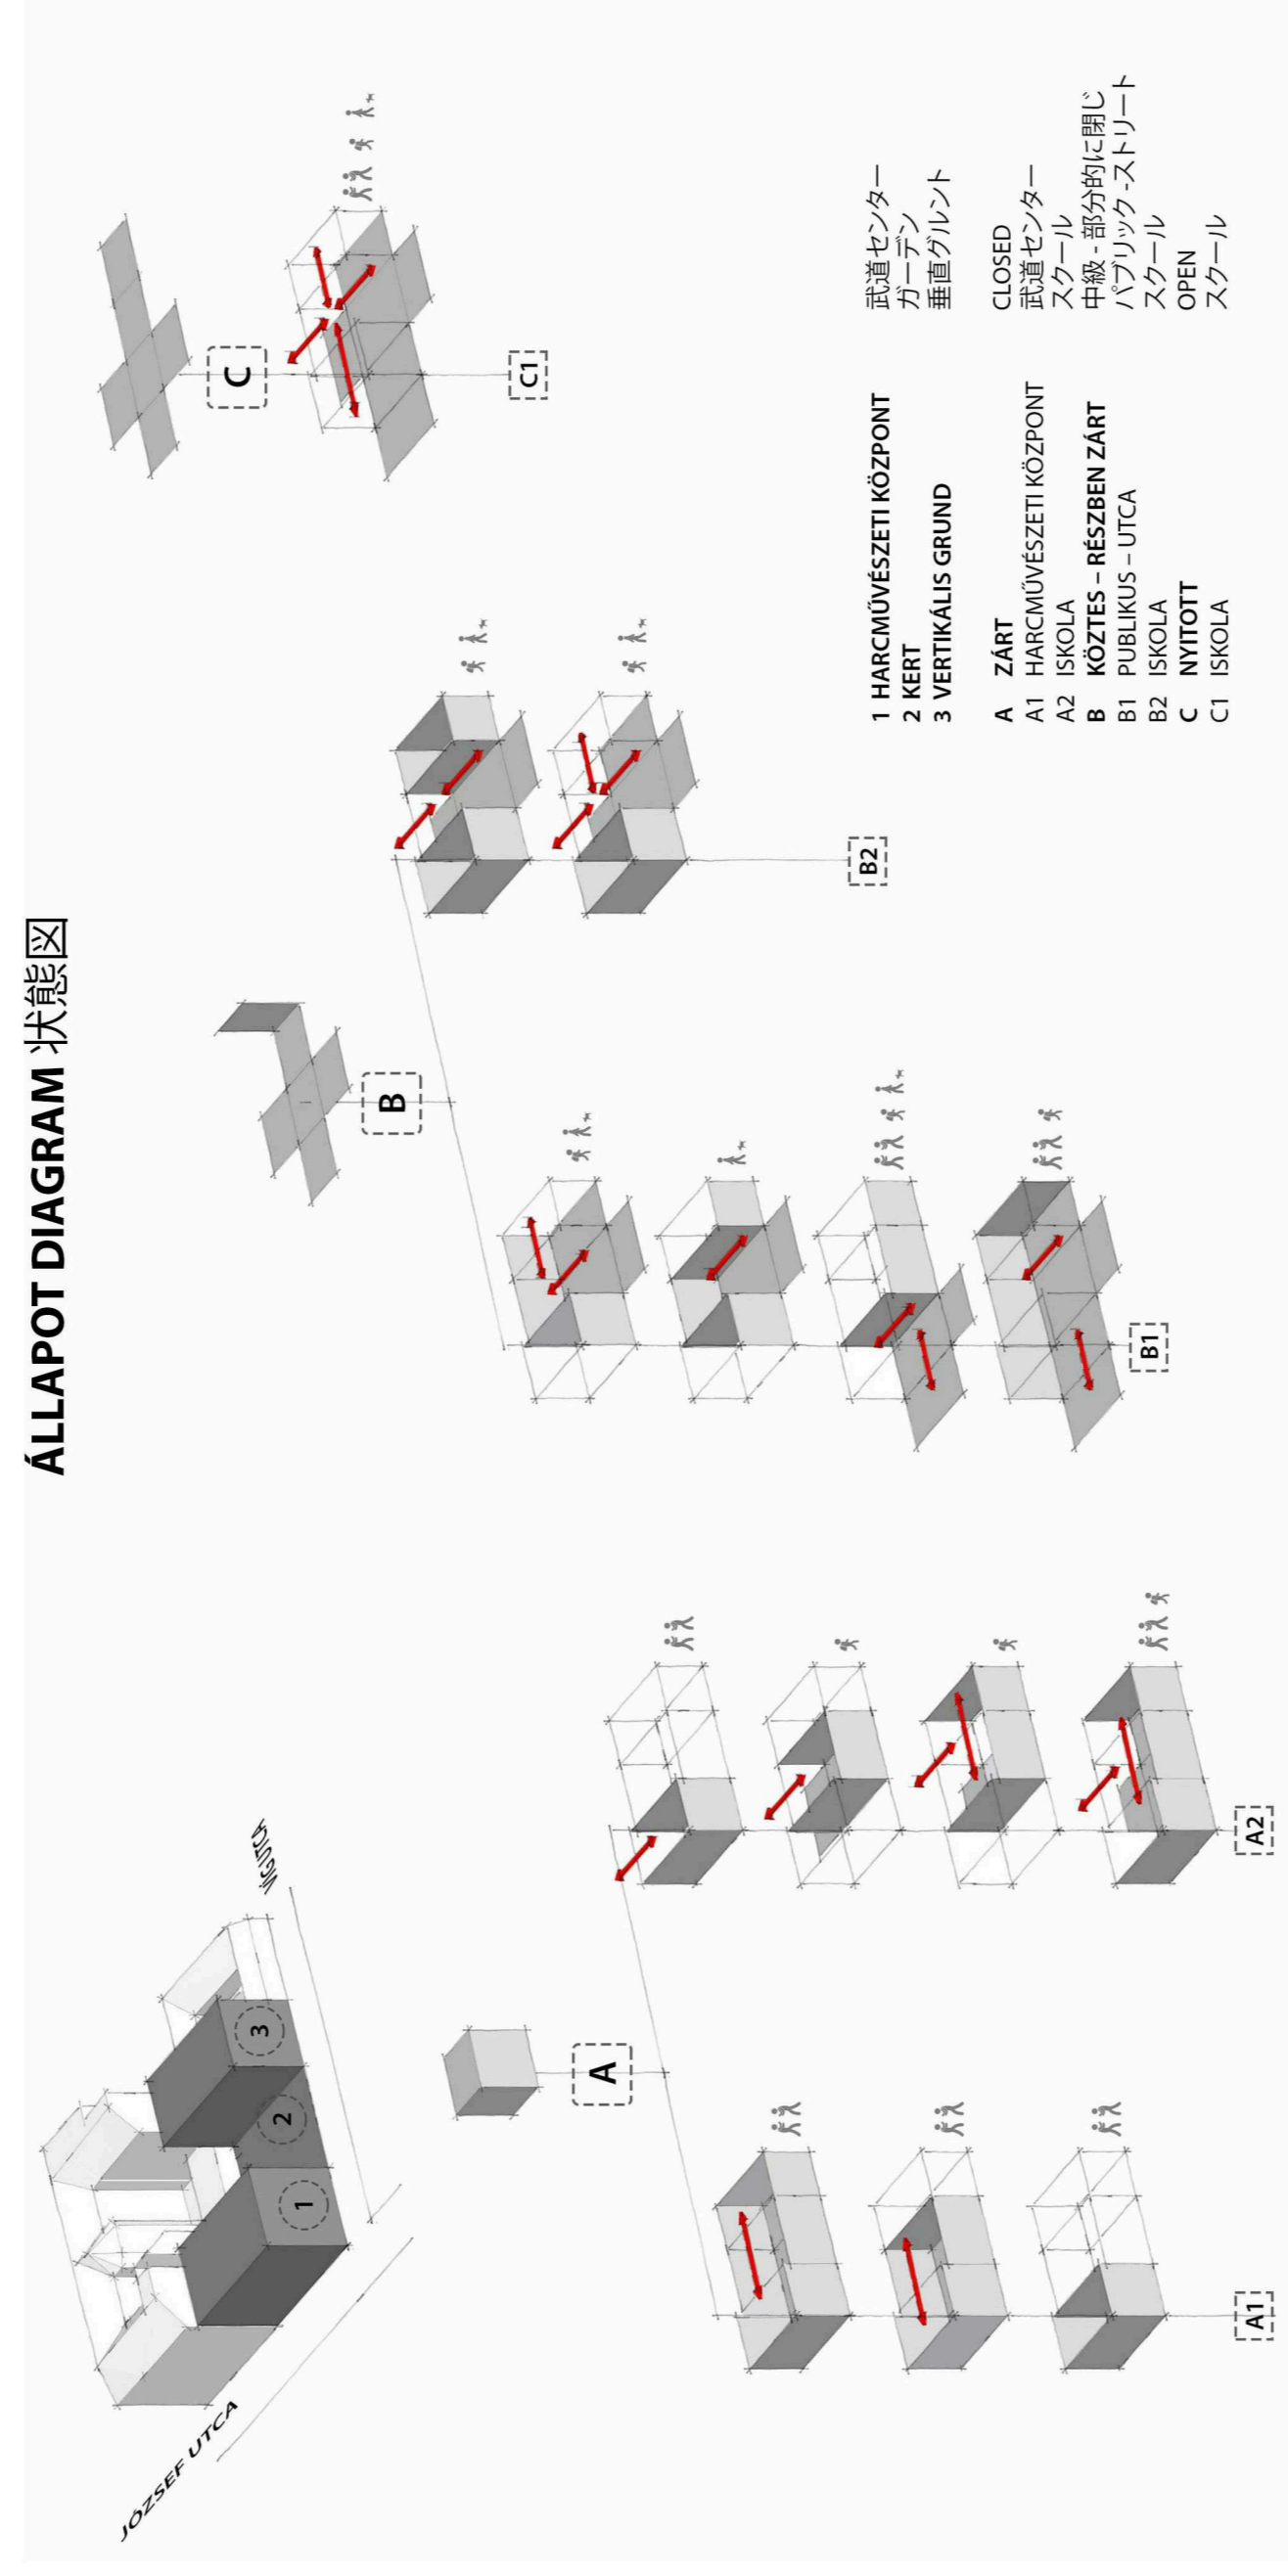 ÁLLAPOT DIAGRAM 状態図
JÓZSEF UTCA
1
2
3
A
B
C
A1
A2
B1
B2
C1
1 HARCMŰVÉSZETI KÖZPONT 武道センター
2 KERT ガーデン
3 VERTIKÁLIS GRUND 垂直グルント
A ZÁRT CLOSED
A1 HARCMŰVÉSZETI KÖZPONT 武道センター
A2 ISKOLA スクール
B KÖZTES – RÉSZBEN ZÁRT 中級 - 部分的に閉じ
B1 PUBLIKUS – UTCA パブリック -ストリート
B2 ISKOLA スクール
C NYITOTT OPEN
C1 ISKOLA スクール